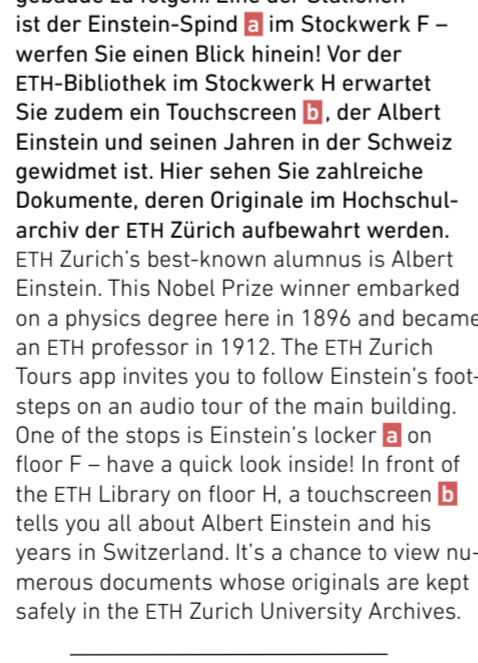 gebäude zu folgen. Eine der Stationen
ist der Einstein-Spind a im Stockwerk F –
werfen Sie einen Blick hinein! Vor der
ETH-Bibliothek im Stockwerk H erwartet
Sie zudem ein Touchscreen b, der Albert
Einstein und seinen Jahren in der Schweiz
gewidmet ist. Hier sehen Sie zahlreiche
Dokumente, deren Originale im Hochschul-
archiv der ETH Zürich aufbewahrt werden.
ETH Zurich’s best-known alumnus is Albert
Einstein. This Nobel Prize winner embarked
on a physics degree here in 1896 and became
an ETH professor in 1912. The ETH Zurich
Tours app invites you to follow Einstein’s foot-
steps on an audio tour of the main building.
One of the stops is Einstein’s locker a on
floor F – have a quick look inside! In front of
the ETH Library on floor H, a touchscreen b
tells you all about Albert Einstein and his
years in Switzerland. It’s a chance to view nu-
merous documents whose originals are kept
safely in the ETH Zurich University Archives.